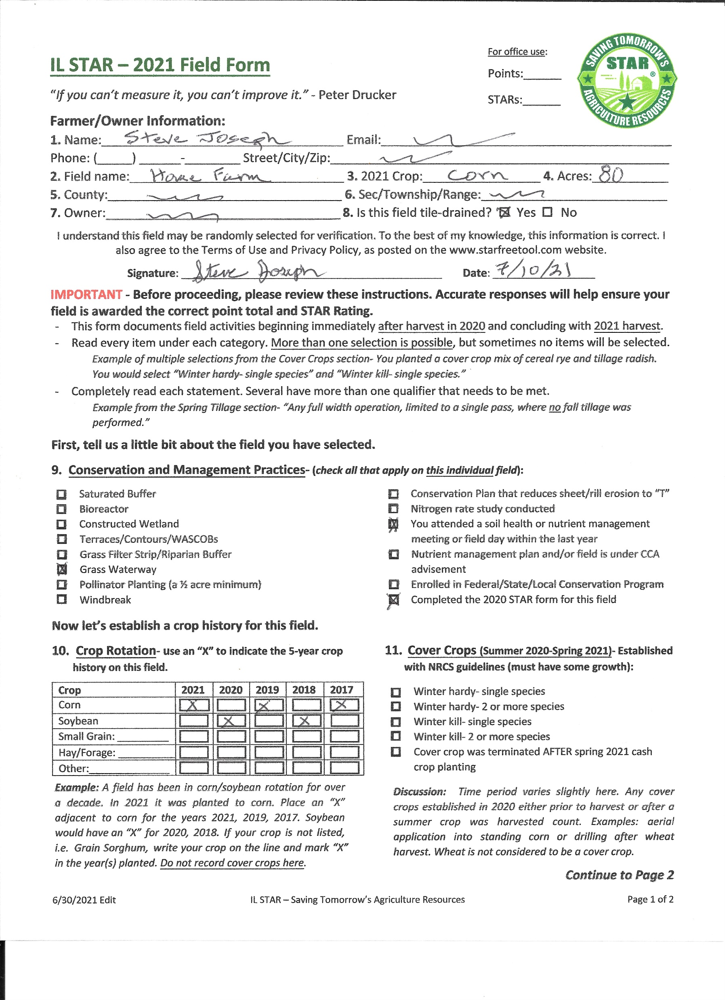 IL STAR – 2021 Field Form
For office use:
Points:______
STARs:______
SAVING TOMORROW'S
STAR
®
AGRICULTURE RESOURCES
“If you can’t measure it, you can’t improve it.” - Peter Drucker
Farmer/Owner Information:
1. Name: Steve Joseph Email:
Phone: (____) ______-________ Street/City/Zip:
2. Field name: Home Farm 3. 2021 Crop: Corn 4. Acres: 80
5. County: 6. Sec/Township/Range:
7. Owner: 8. Is this field tile-drained? ☒ Yes ☐ No
I understand this field may be randomly selected for verification. To the best of my knowledge, this information is correct. I
also agree to the Terms of Use and Privacy Policy, as posted on the www.starfreetool.com website.
Signature: Steve Joseph Date: 7/10/21
IMPORTANT - Before proceeding, please review these instructions. Accurate responses will help ensure your
field is awarded the correct point total and STAR Rating.
- This form documents field activities beginning immediately after harvest in 2020 and concluding with 2021 harvest.
- Read every item under each category. More than one selection is possible, but sometimes no items will be selected.
Example of multiple selections from the Cover Crops section- You planted a cover crop mix of cereal rye and tillage radish.
You would select “Winter hardy- single species” and “Winter kill- single species.”
- Completely read each statement. Several have more than one qualifier that needs to be met.
Example from the Spring Tillage section- “Any full width operation, limited to a single pass, where no fall tillage was
performed.”
First, tell us a little bit about the field you have selected.
9. Conservation and Management Practices- (check all that apply on this individual field):
☐ Saturated Buffer
☐ Bioreactor
☐ Constructed Wetland
☐ Terraces/Contours/WASCOBs
☐ Grass Filter Strip/Riparian Buffer
☒ Grass Waterway
☐ Pollinator Planting (a ½ acre minimum)
☐ Windbreak
☐ Conservation Plan that reduces sheet/rill erosion to “T”
☐ Nitrogen rate study conducted
☒ You attended a soil health or nutrient management
meeting or field day within the last year
☐ Nutrient management plan and/or field is under CCA
advisement
☐ Enrolled in Federal/State/Local Conservation Program
☒ Completed the 2020 STAR form for this field
Now let’s establish a crop history for this field.
10. Crop Rotation- use an “X” to indicate the 5-year crop
history on this field.
Crop 2021 2020 2019 2018 2017
Corn X X X
Soybean X X
Small Grain: _________
Hay/Forage: __________
Other:______________
Example: A field has been in corn/soybean rotation for over
a decade. In 2021 it was planted to corn. Place an “X”
adjacent to corn for the years 2021, 2019, 2017. Soybean
would have an “X” for 2020, 2018. If your crop is not listed,
i.e. Grain Sorghum, write your crop on the line and mark “X”
in the year(s) planted. Do not record cover crops here.
11. Cover Crops (Summer 2020-Spring 2021)- Established
with NRCS guidelines (must have some growth):
☐ Winter hardy- single species
☐ Winter hardy- 2 or more species
☐ Winter kill- single species
☐ Winter kill- 2 or more species
☐ Cover crop was terminated AFTER spring 2021 cash
crop planting
Discussion: Time period varies slightly here. Any cover
crops established in 2020 either prior to harvest or after a
summer crop was harvested count. Examples: aerial
application into standing corn or drilling after wheat
harvest. Wheat is not considered to be a cover crop.
Continue to Page 2
6/30/2021 Edit IL STAR – Saving Tomorrow’s Agriculture Resources Page 1 of 2